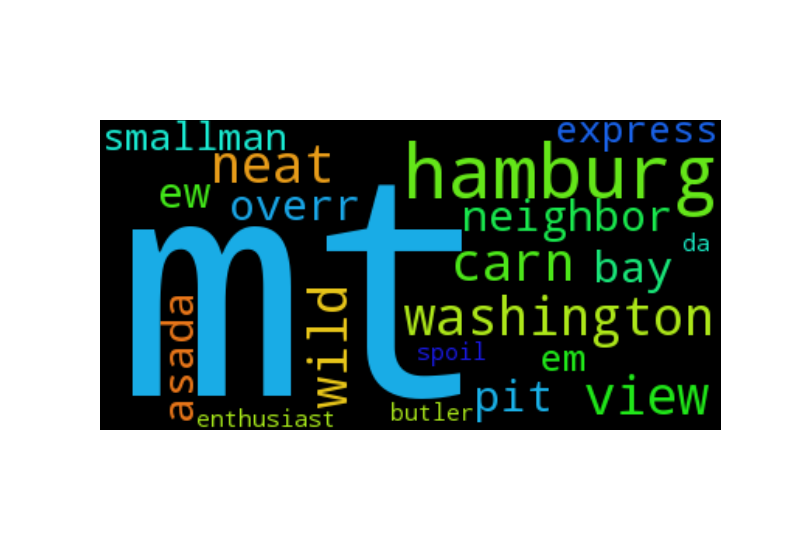 smallman
express
neat
hamburg
ew
overr
neighbor
mt
da
carn
bay
asada
wild
washington
spoil
em
pit
view
enthusiast
butler